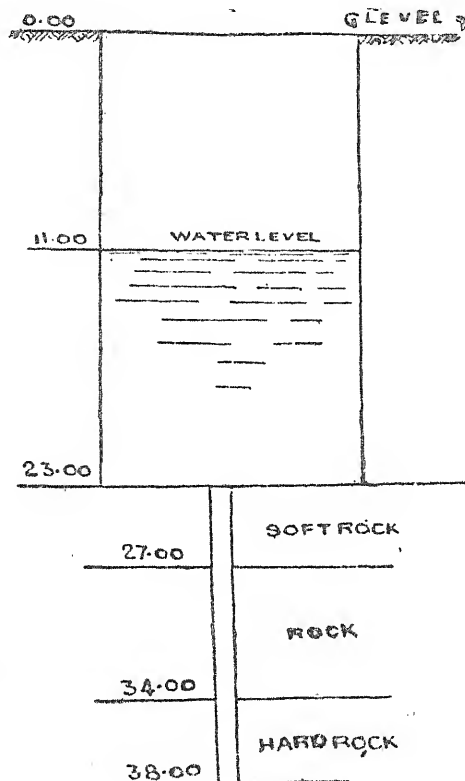 0.00 G LEVEL
11.00 WATER LEVEL
23.00
SOFT ROCK
27.00
ROCK
34.00
HARD ROCK
38.00